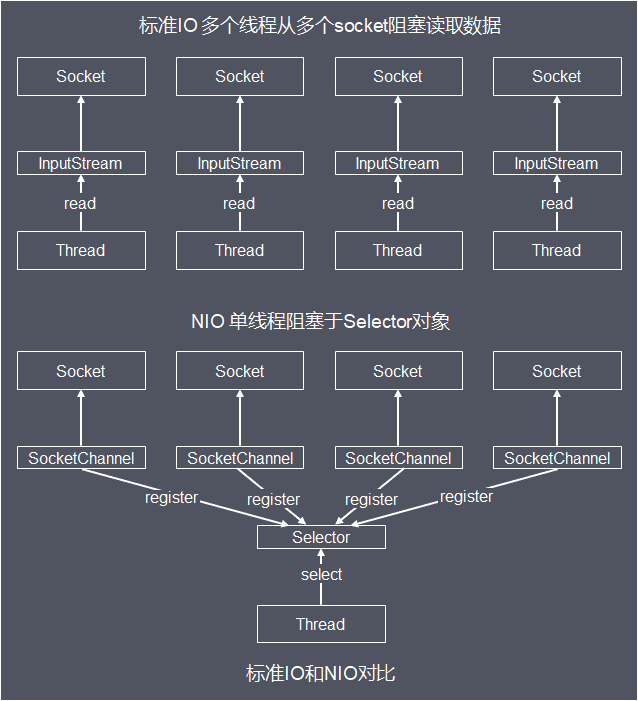 标准IO 多个线程从多个socket阻塞读取数据
Socket Socket Socket Socket
InputStream InputStream InputStream InputStream
read read read read
Thread Thread Thread Thread
NIO 单线程阻塞于Selector对象
Socket Socket Socket Socket
SocketChannel SocketChannel SocketChannel SocketChannel
register register register register
Selector
select
Thread
标准IO和NIO对比